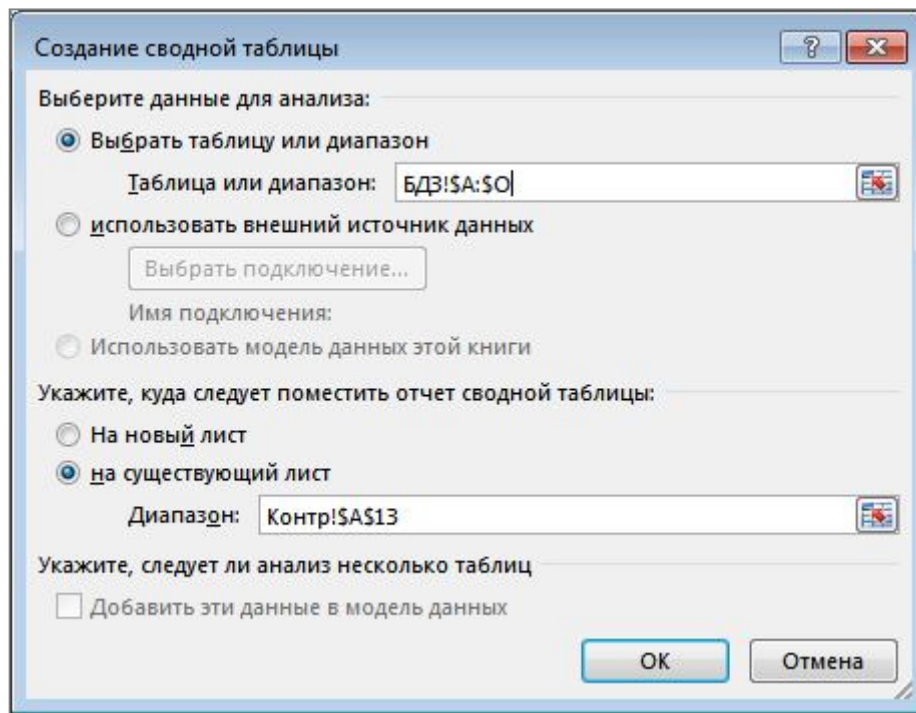 Создание сводной таблицы
Выберите данные для анализа:
Выбрать таблицу или диапазон
Таблица или диапазон: БДЗ!$A:$O
использовать внешний источник данных
Выбрать подключение...
Имя подключения:
Использовать модель данных этой книги
Укажите, куда следует поместить отчет сводной таблицы:
На новый лист
на существующий лист
Диапазон: Контр!$A$13
Укажите, следует ли анализ несколько таблиц
Добавить эти данные в модель данных
ОК Отмена